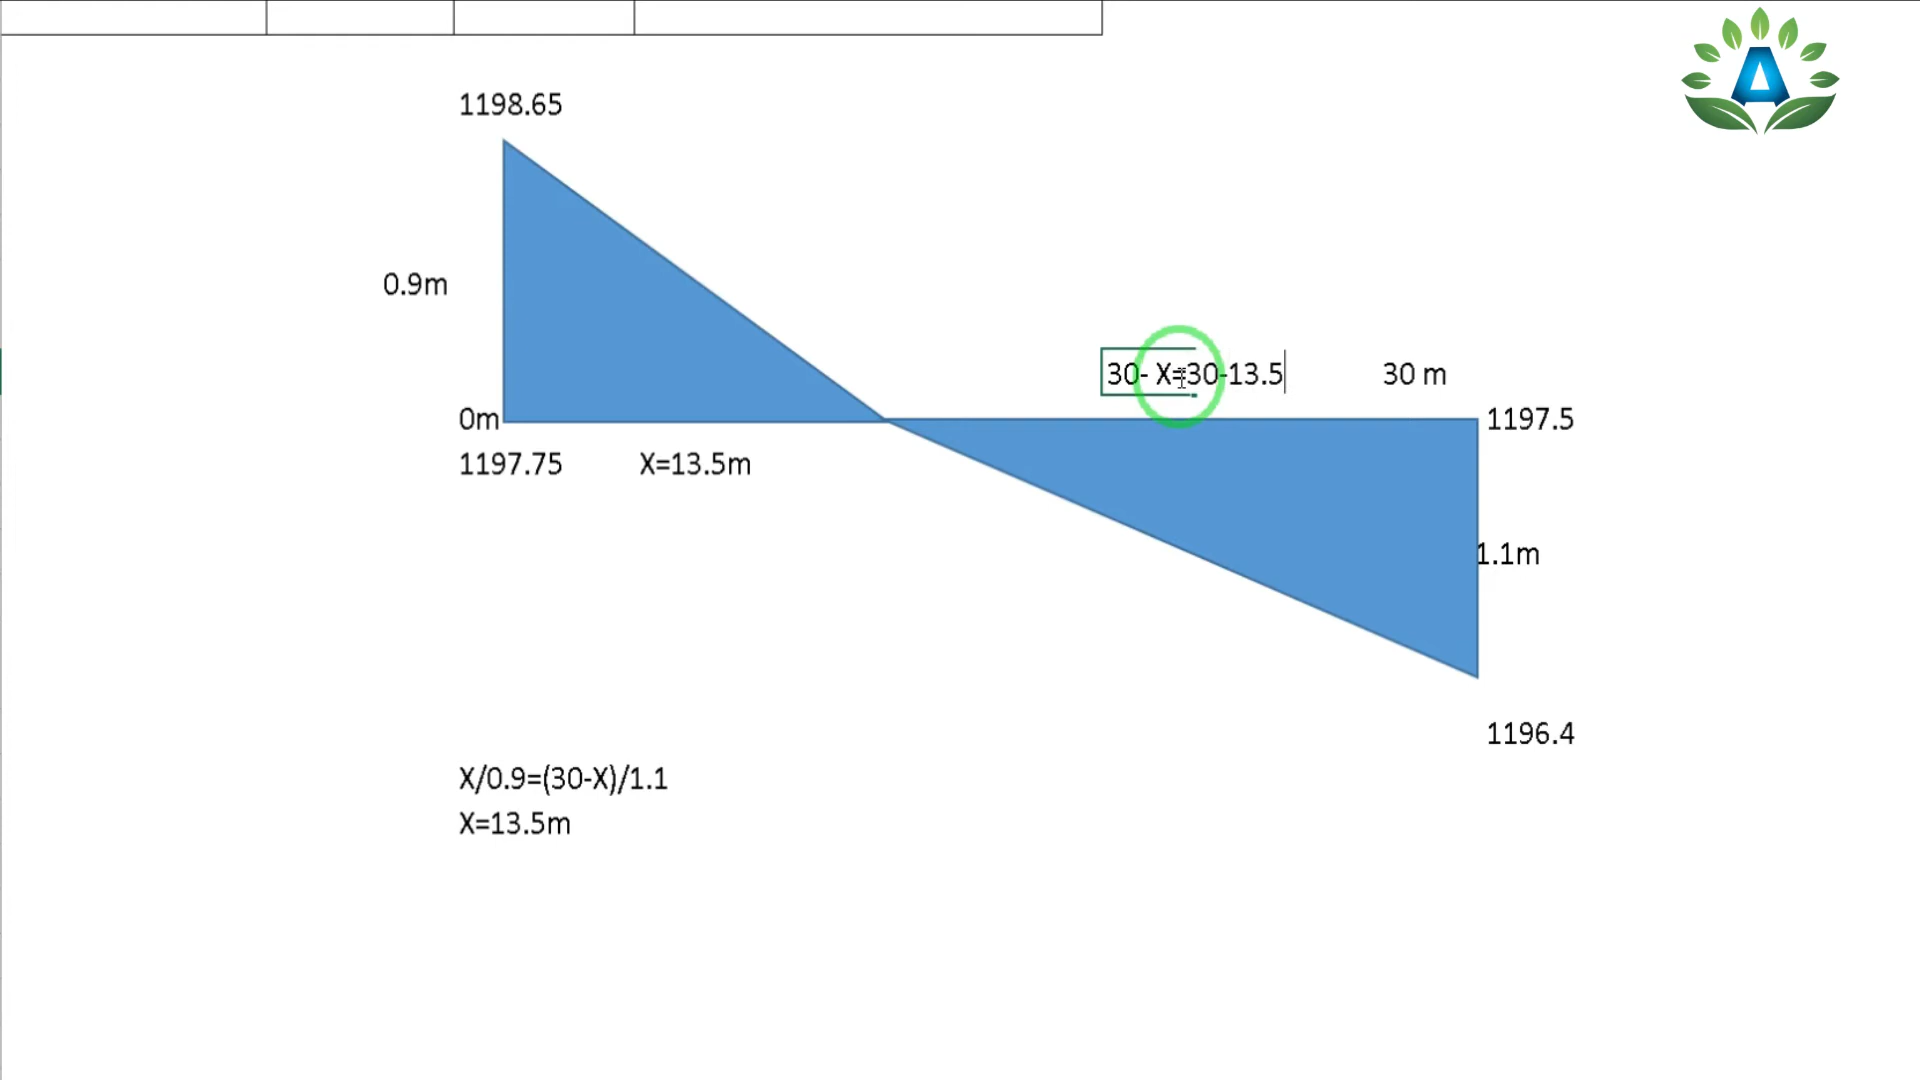 1198.65
0.9m
30- X=30-13.5
30 m
0m
1197.5
1197.75
X=13.5m
1.1m
1196.4
X/0.9=(30-X)/1.1
X=13.5m
A